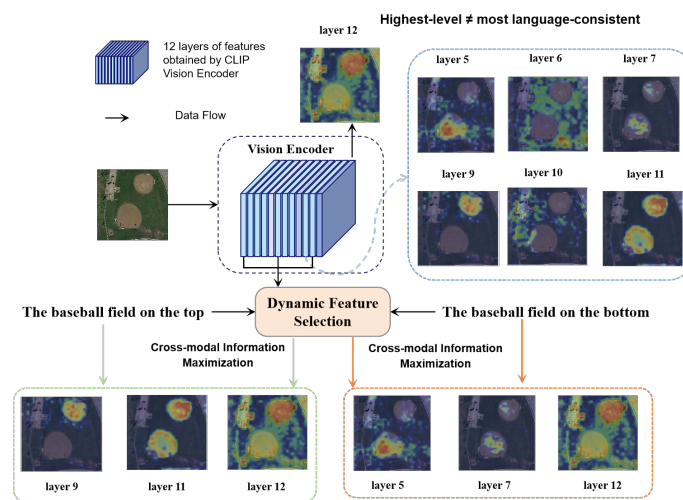 Highest-level ≠ most language-consistent
12 layers of features
obtained by CLIP
Vision Encoder
Data Flow
layer 12
layer 5
layer 6
layer 7
Vision Encoder
layer 9
layer 10
layer 11
Dynamic Feature
Selection
The baseball field on the top
The baseball field on the bottom
Cross-modal Information
Maximization
Cross-modal Information
Maximization
layer 9
layer 11
layer 12
layer 5
layer 7
layer 12